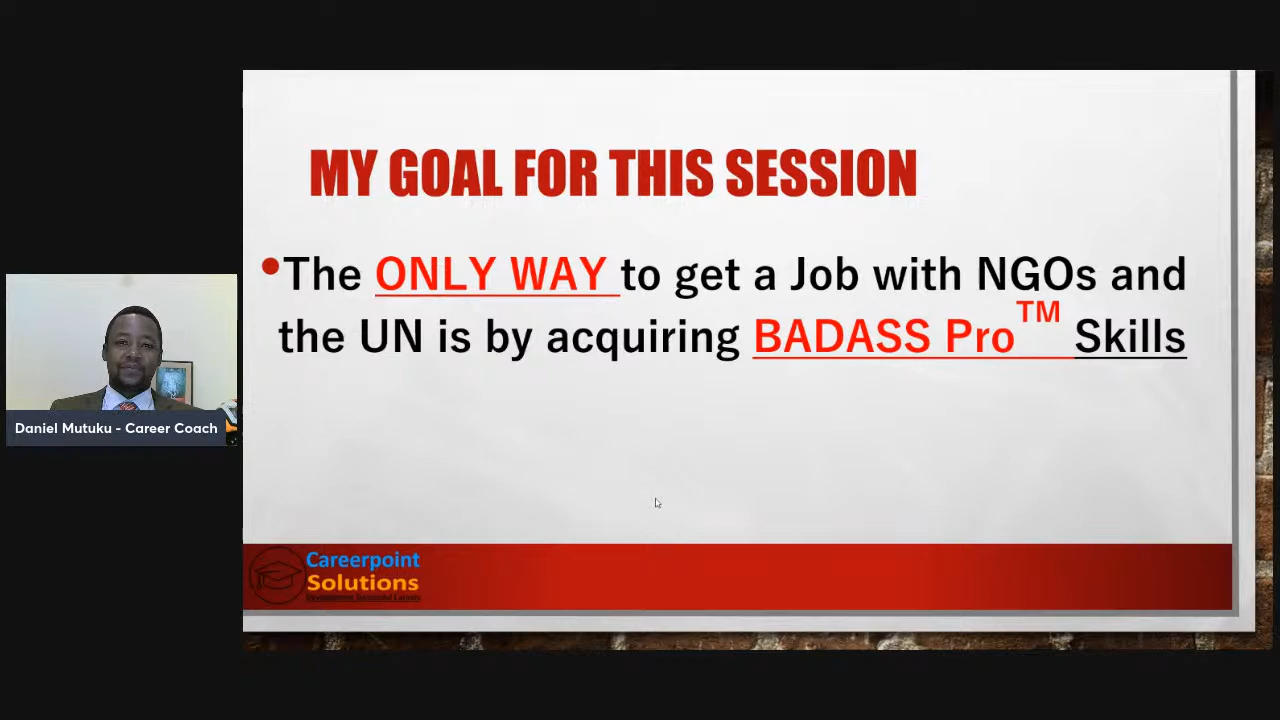 MY GOAL FOR THIS SESSION
•The ONLY WAY to get a Job with NGOs and
the UN is by acquiring BADASS Pro™ Skills
Daniel Mutuku - Career Coach
Careerpoint
Solutions